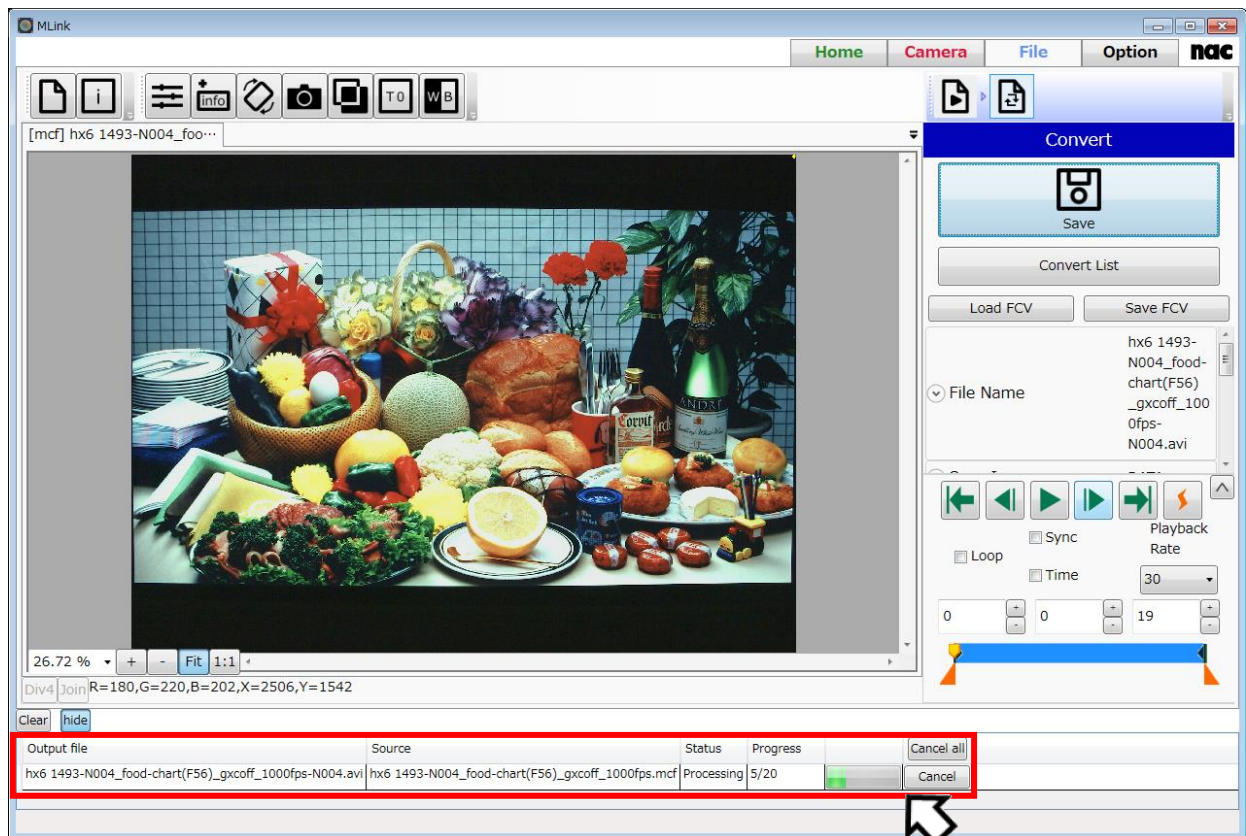 MLink
Home Camera File Option nac
i info T0 W B
[mcf] hx6 1493-N004_foo···
Convert
Save
Convert List
Load FCV Save FCV
File Name
hx6 1493-
N004_food-
chart(F56)
_gxcoff_100
0fps-
N004.avi
ANDRE
Corvit
Sync
Loop
Time
Playback
Rate
30
0 + - 0 + - 19 + -
26.72 % + - Fit 1:1
Div4 Join R=180,G=220,B=202,X=2506,Y=1542
Clear hide
Output file Source Status Progress Cancel all
hx6 1493-N004_food-chart(F56)_gxcoff_1000fps-N004.avi hx6 1493-N004_food-chart(F56)_gxcoff_1000fps.mcf Processing 5/20 Cancel